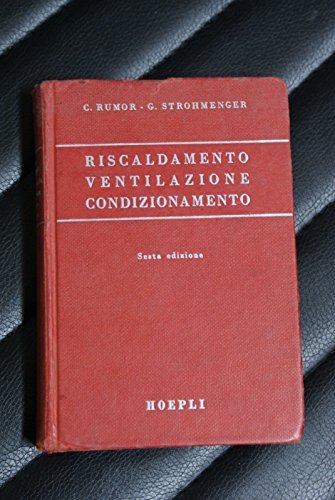 C. RUMOR - G. STROHMENGER
RISCALDAMENTO
VENTILAZIONE
CONDIZIONAMENTO
Sesta edizione
HOEPLI